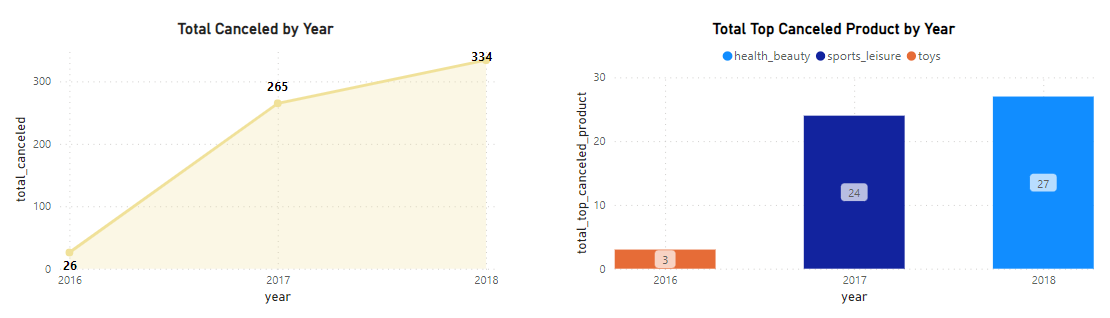 Total Canceled by Year
total_canceled
300
200
100
0
26
265
334
2016
2017
2018
year
Total Top Canceled Product by Year
health_beauty sports_leisure toys
total_top_canceled_product
30
20
10
0
3
24
27
2016
2017
2018
year